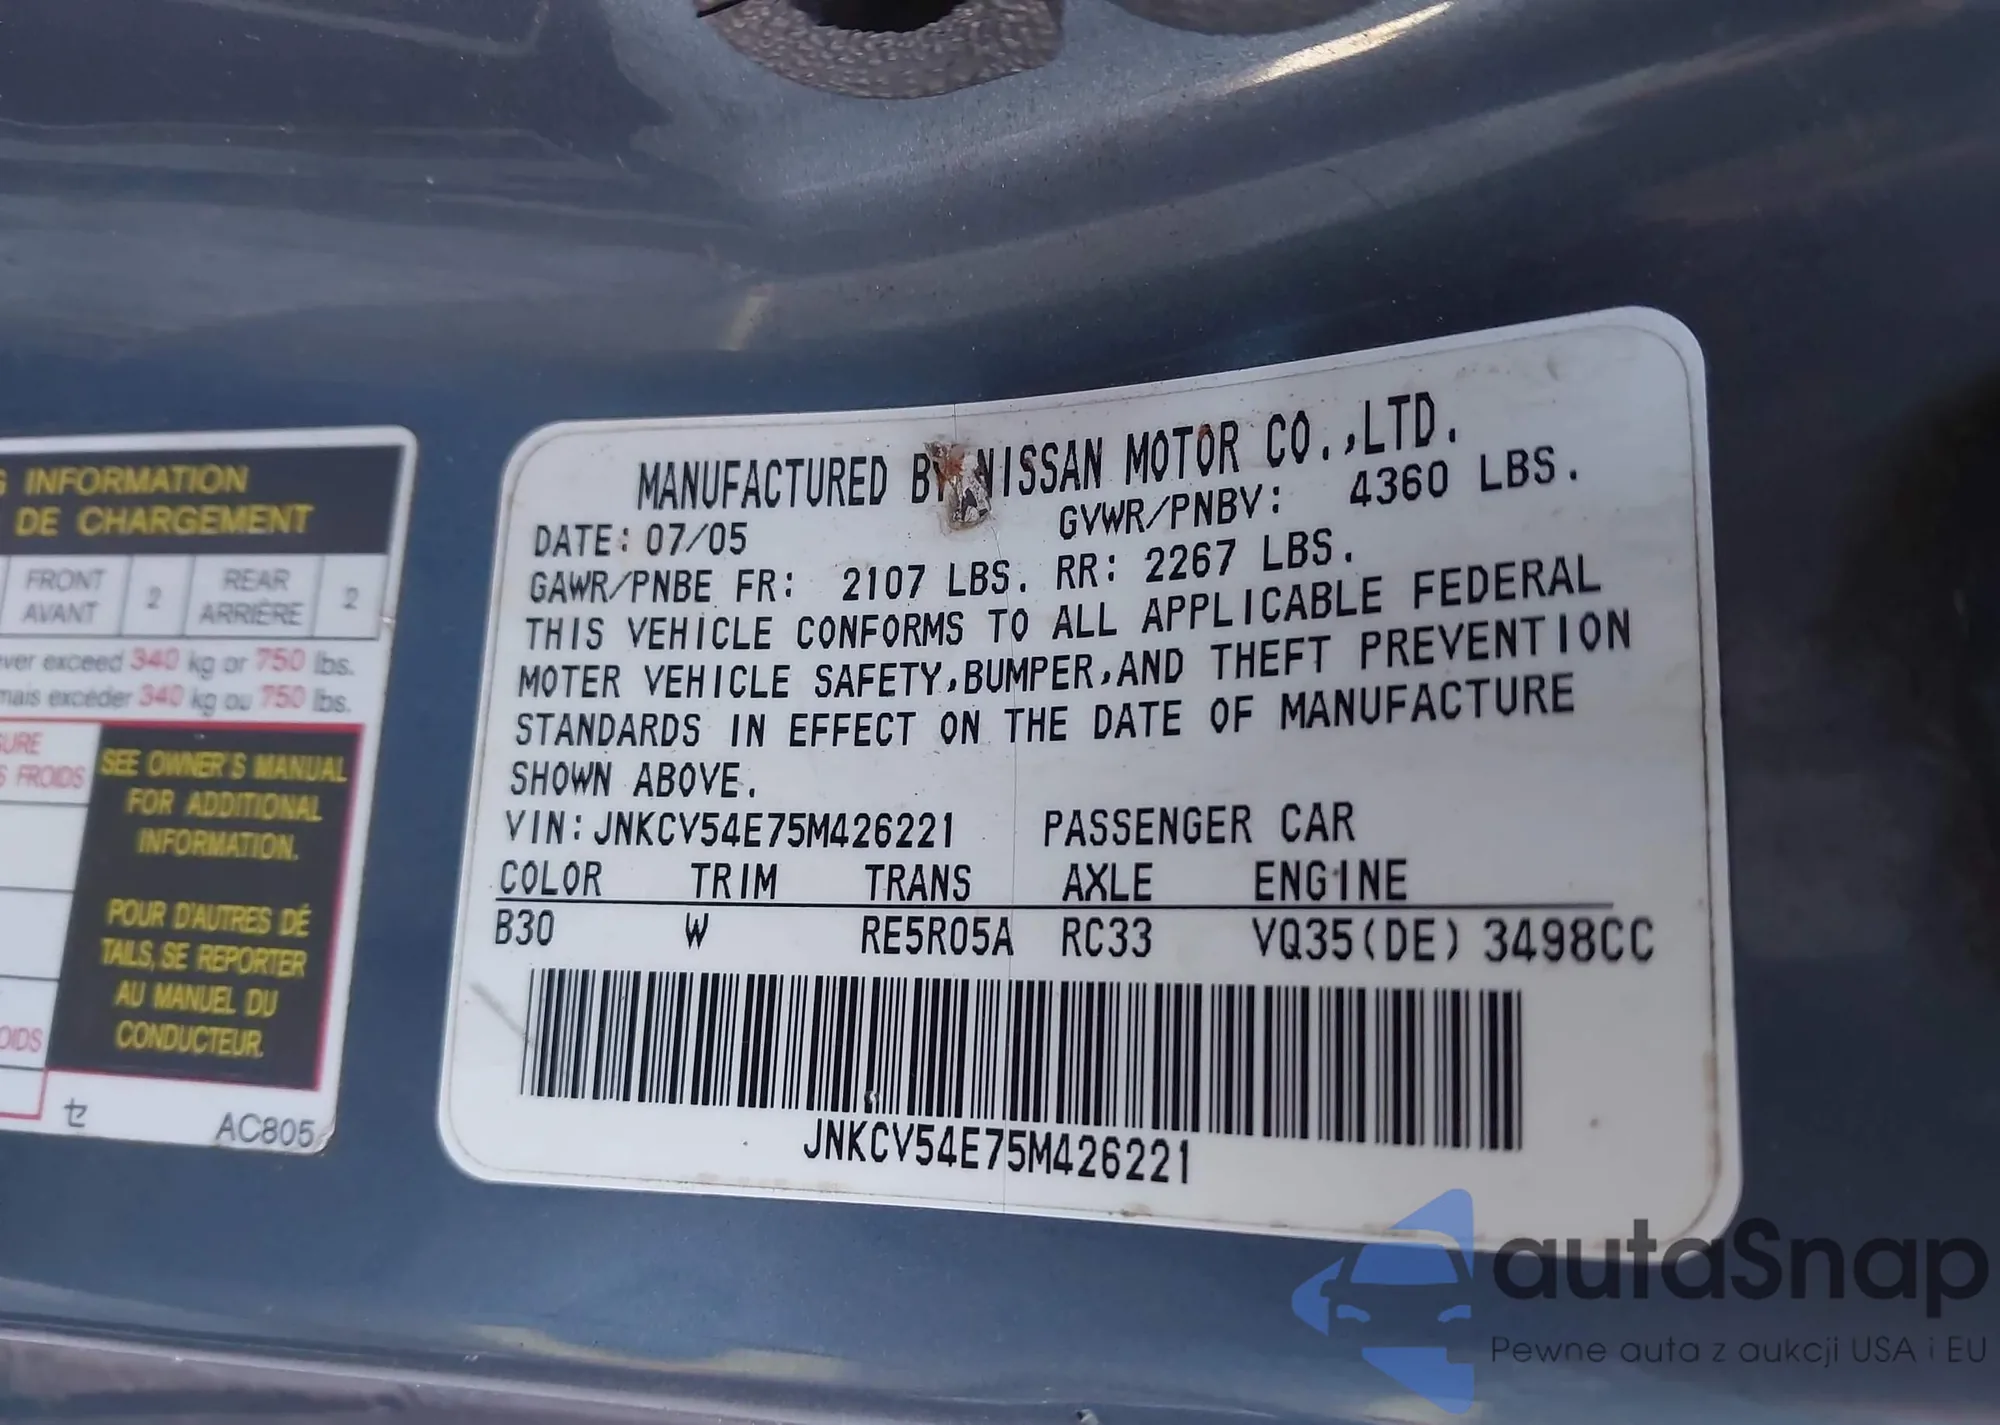 INFORMATION
DE CHARGEMENT
FRONT
AVANT
2
REAR
ARRIÈRE
2
exceed 340 kg or 750 lbs.
mais excéder 340 kg ou 750 lbs.
FROIDS
SEE OWNER'S MANUAL
FOR ADDITIONAL
INFORMATION.
POUR D'AUTRES DÉ
TAILS, SE REPORTER
AU MANUEL DU
CONDUCTEUR.
セ
AC805
MANUFACTURED BY NISSAN MOTOR CO.,LTD.
DATE: 07/05
GVWR/PNBV: 4360 LBS.
GAWR/PNBE FR: 2107 LBS. RR: 2267 LBS.
THIS VEHICLE CONFORMS TO ALL APPLICABLE FEDERAL
MOTER VEHICLE SAFETY,BUMPER,AND THEFT PREVENTION
STANDARDS IN EFFECT ON THE DATE OF MANUFACTURE
SHOWN ABOVE.
VIN: JNKCV54E75M426221 PASSENGER CAR
COLOR TRIM TRANS AXLE ENGINE
B30 W RE5R05A RC33 VQ35(DE) 3498CC
JNKCV54E75M426221
autaSnap
Pewne auta z aukcji USA i EU